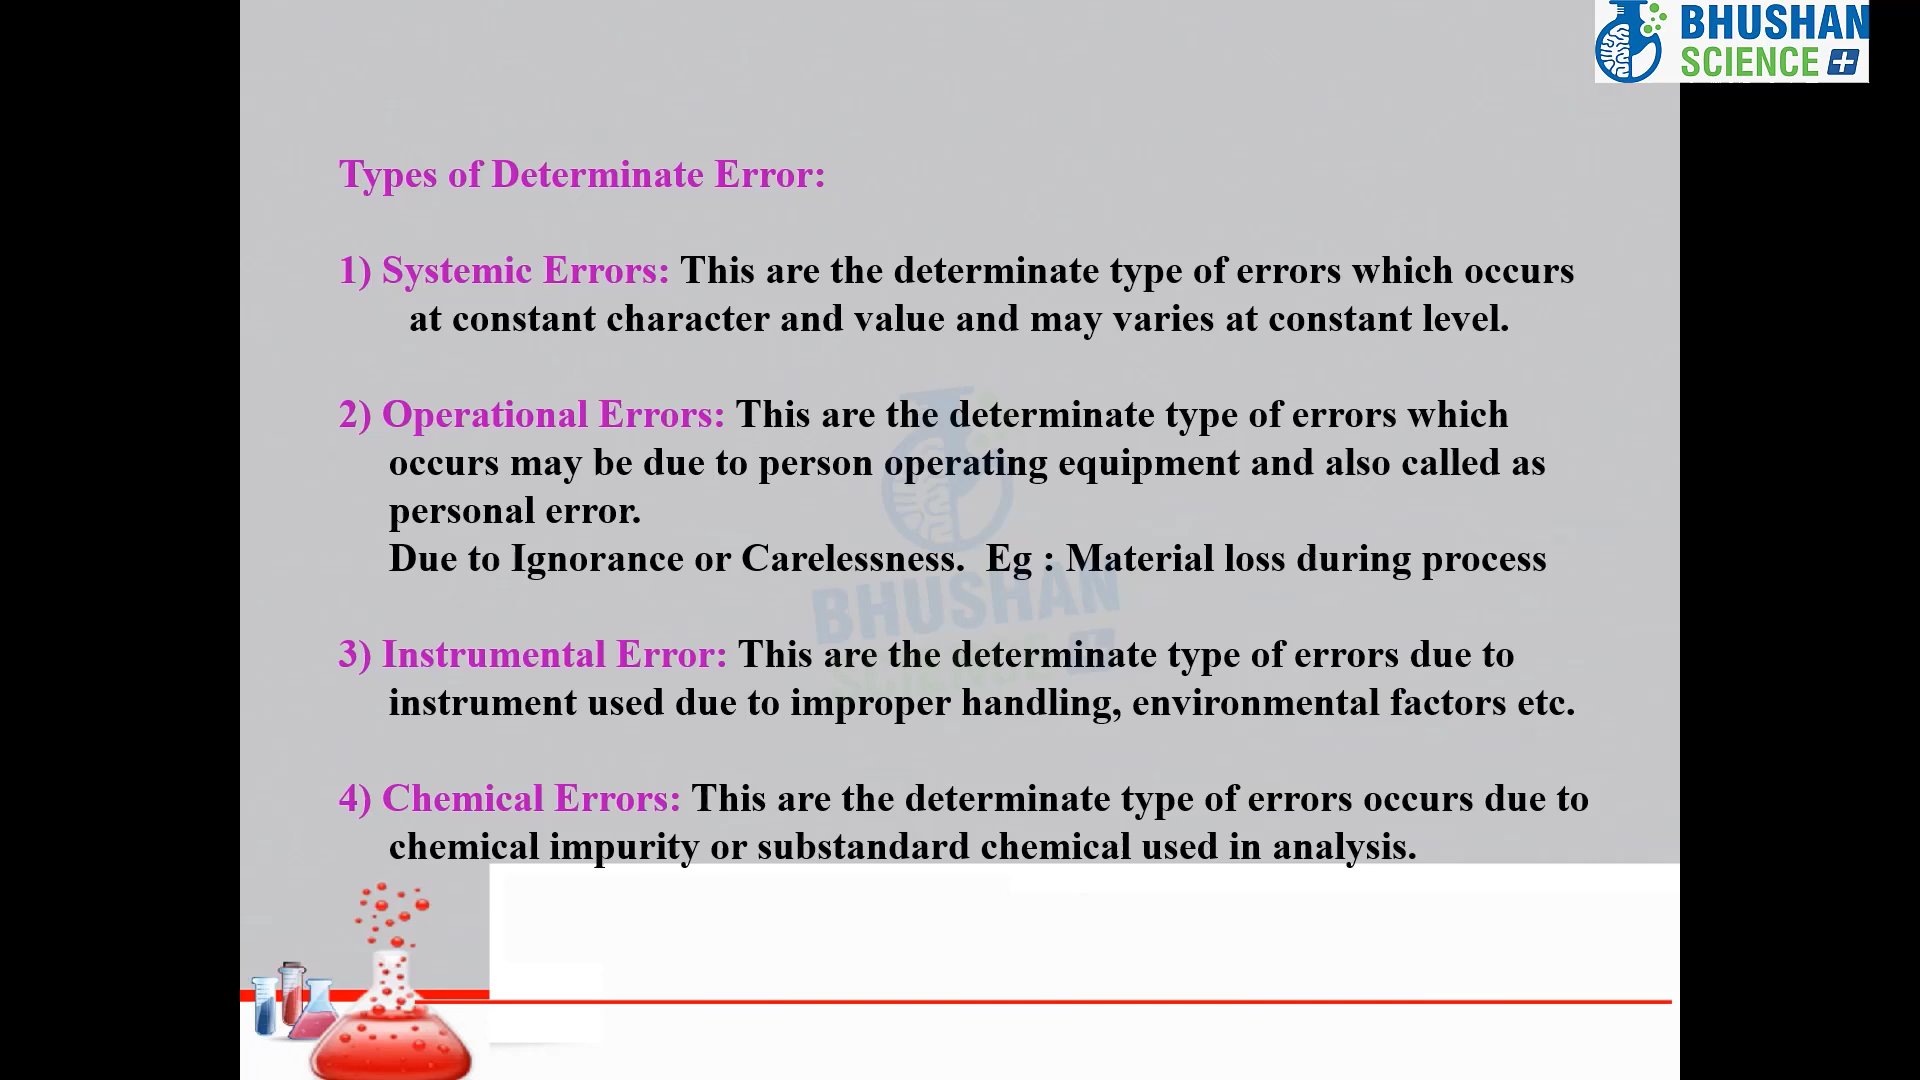 BHUSHAN
SCIENCE +
Types of Determinate Error:
1) Systemic Errors: This are the determinate type of errors which occurs
at constant character and value and may varies at constant level.
2) Operational Errors: This are the determinate type of errors which
occurs may be due to person operating equipment and also called as
personal error.
Due to Ignorance or Carelessness. Eg : Material loss during process
3) Instrumental Error: This are the determinate type of errors due to
instrument used due to improper handling, environmental factors etc.
4) Chemical Errors: This are the determinate type of errors occurs due to
chemical impurity or substandard chemical used in analysis.
BHUSHAN
SCIENCE +